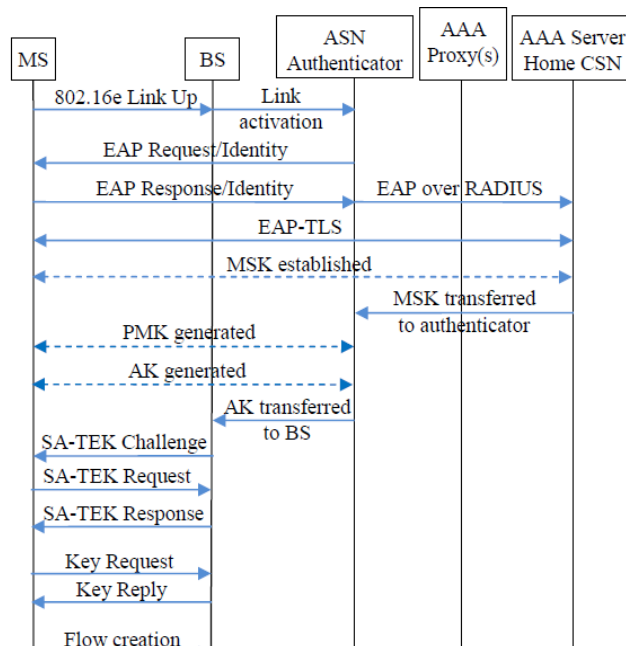 MS
BS
ASN
Authenticator
AAA
Proxy(s)
AAA Server
Home CSN
802.16e Link Up
Link
activation
EAP Request/Identity
EAP Response/Identity
EAP over RADIUS
EAP-TLS
MSK established
MSK transferred
to authenticator
PMK generated
AK generated
AK transferred
to BS
SA-TEK Challenge
SA-TEK Request
SA-TEK Response
Key Request
Key Reply
Flow creation